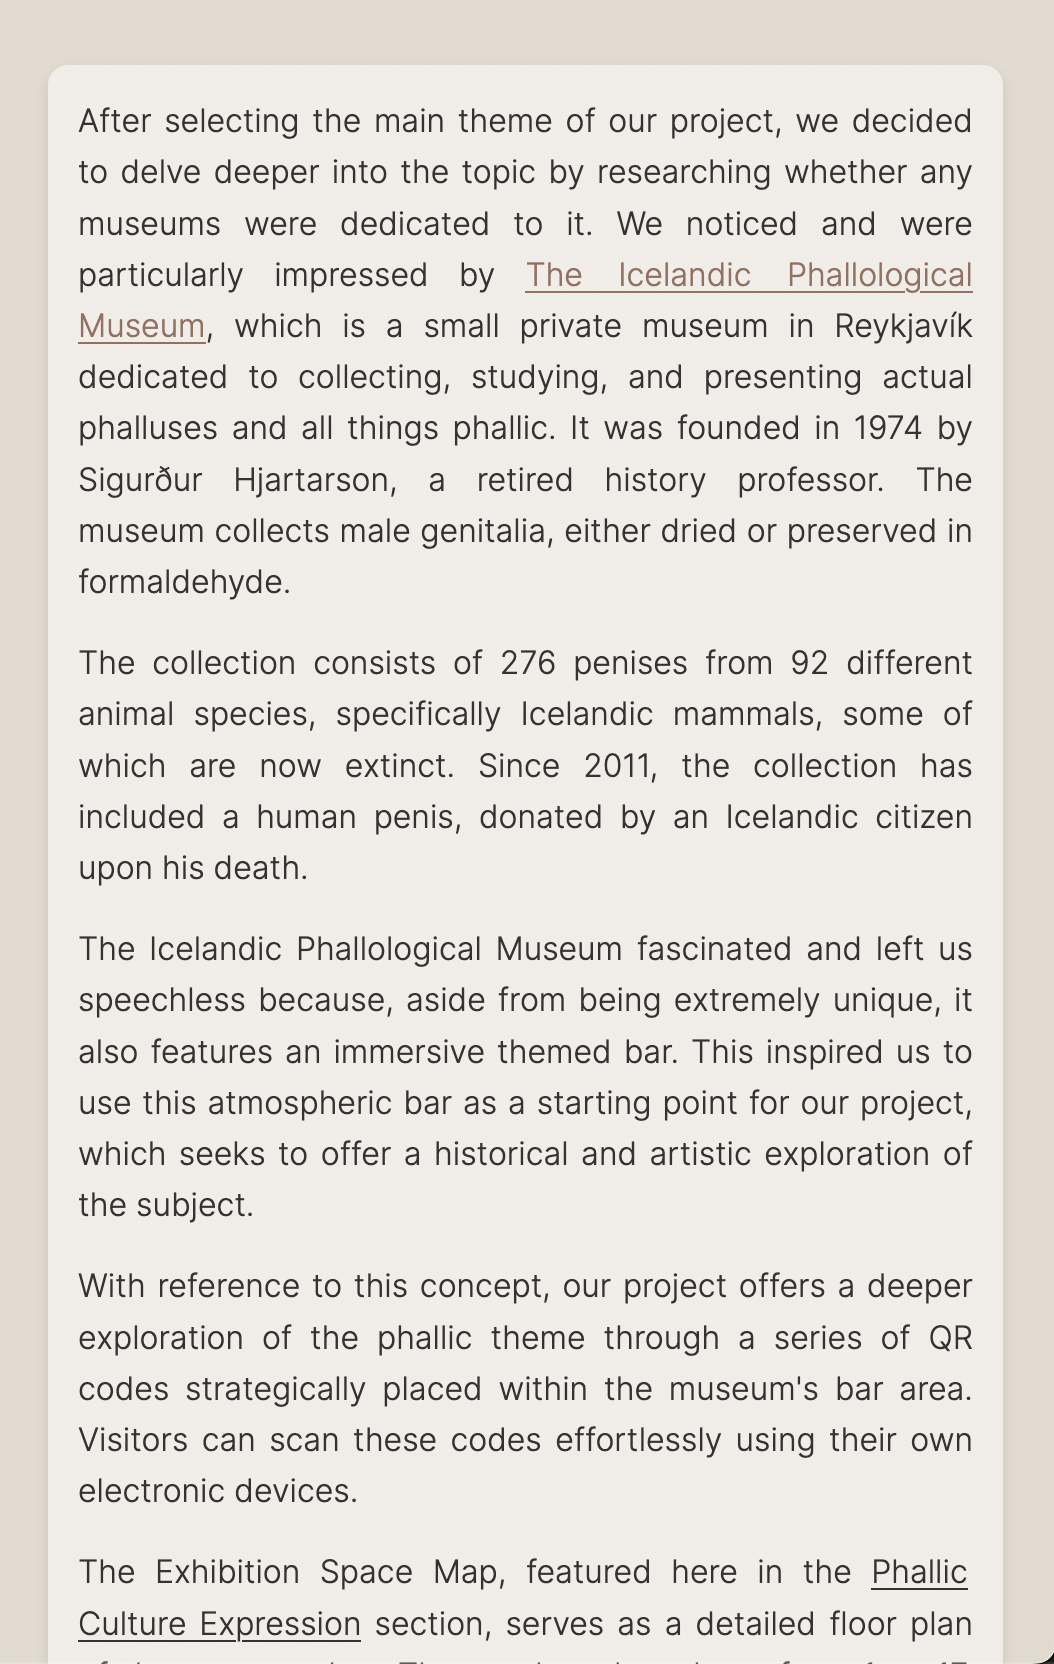 After selecting the main theme of our project, we decided
to delve deeper into the topic by researching whether any
museums were dedicated to it. We noticed and were
particularly impressed by The Icelandic Phallological
Museum, which is a small private museum in Reykjavík
dedicated to collecting, studying, and presenting actual
phalluses and all things phallic. It was founded in 1974 by
Sigurður Hjartarson, a retired history professor. The
museum collects male genitalia, either dried or preserved in
formaldehyde.
The collection consists of 276 penises from 92 different
animal species, specifically Icelandic mammals, some of
which are now extinct. Since 2011, the collection has
included a human penis, donated by an Icelandic citizen
upon his death.
The Icelandic Phallological Museum fascinated and left us
speechless because, aside from being extremely unique, it
also features an immersive themed bar. This inspired us to
use this atmospheric bar as a starting point for our project,
which seeks to offer a historical and artistic exploration of
the subject.
With reference to this concept, our project offers a deeper
exploration of the phallic theme through a series of QR
codes strategically placed within the museum's bar area.
Visitors can scan these codes effortlessly using their own
electronic devices.
The Exhibition Space Map, featured here in the Phallic
Culture Expression section, serves as a detailed floor plan